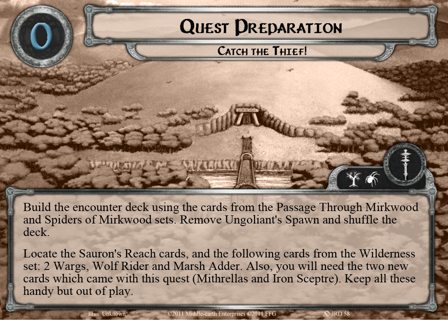 0
QUEST PREPARATION
CATCH THE THIEF!
Build the encounter deck using the cards from the Passage Through Mirkwood
and Spiders of Mirkwood sets. Remove Ungoliant's Spawn and shuffle the
deck.
Locate the Sauron's Reach cards, and the following cards from the Wilderness
set: 2 Wargs, Wolf Rider and Marsh Adder. Also, you will need the two new
cards which came with this quest (Mithrellas and Iron Sceptre). Keep all these
handy but out of play.
Illus. Unknown
©2011 Middle-earth Enterprises ©2011 FFG